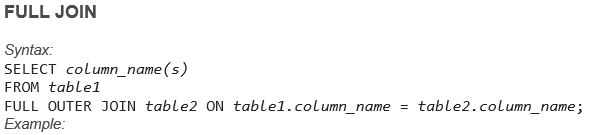 FULL JOIN
Syntax:
SELECT column_name(s)
FROM table1
FULL OUTER JOIN table2 ON table1.column_name = table2.column_name;
Example: